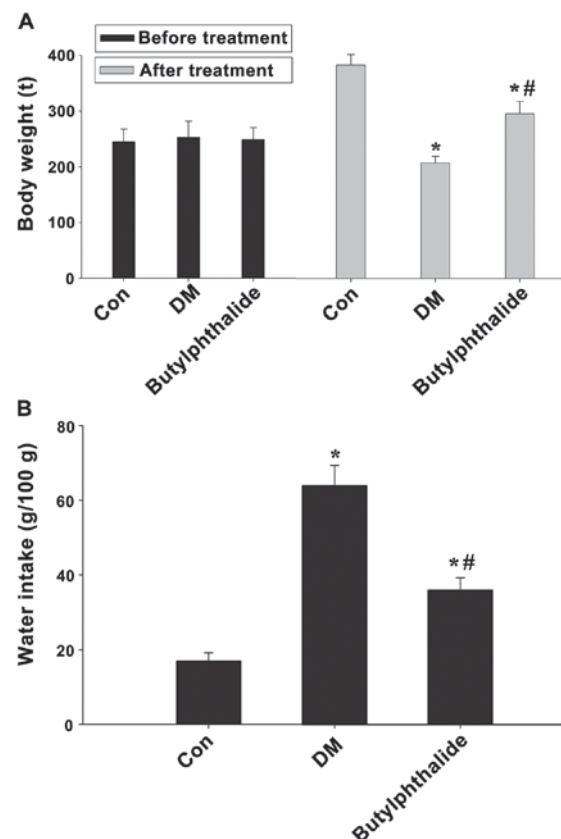 A
Before treatment
After treatment
Body weight (t)
400
300
200
100
0
*
*#
Con
DM
Butylphthalide
Con
DM
Butylphthalide
B
Water intake (g/100 g)
80
60
40
20
0
*
*#
Con
DM
Butylphthalide